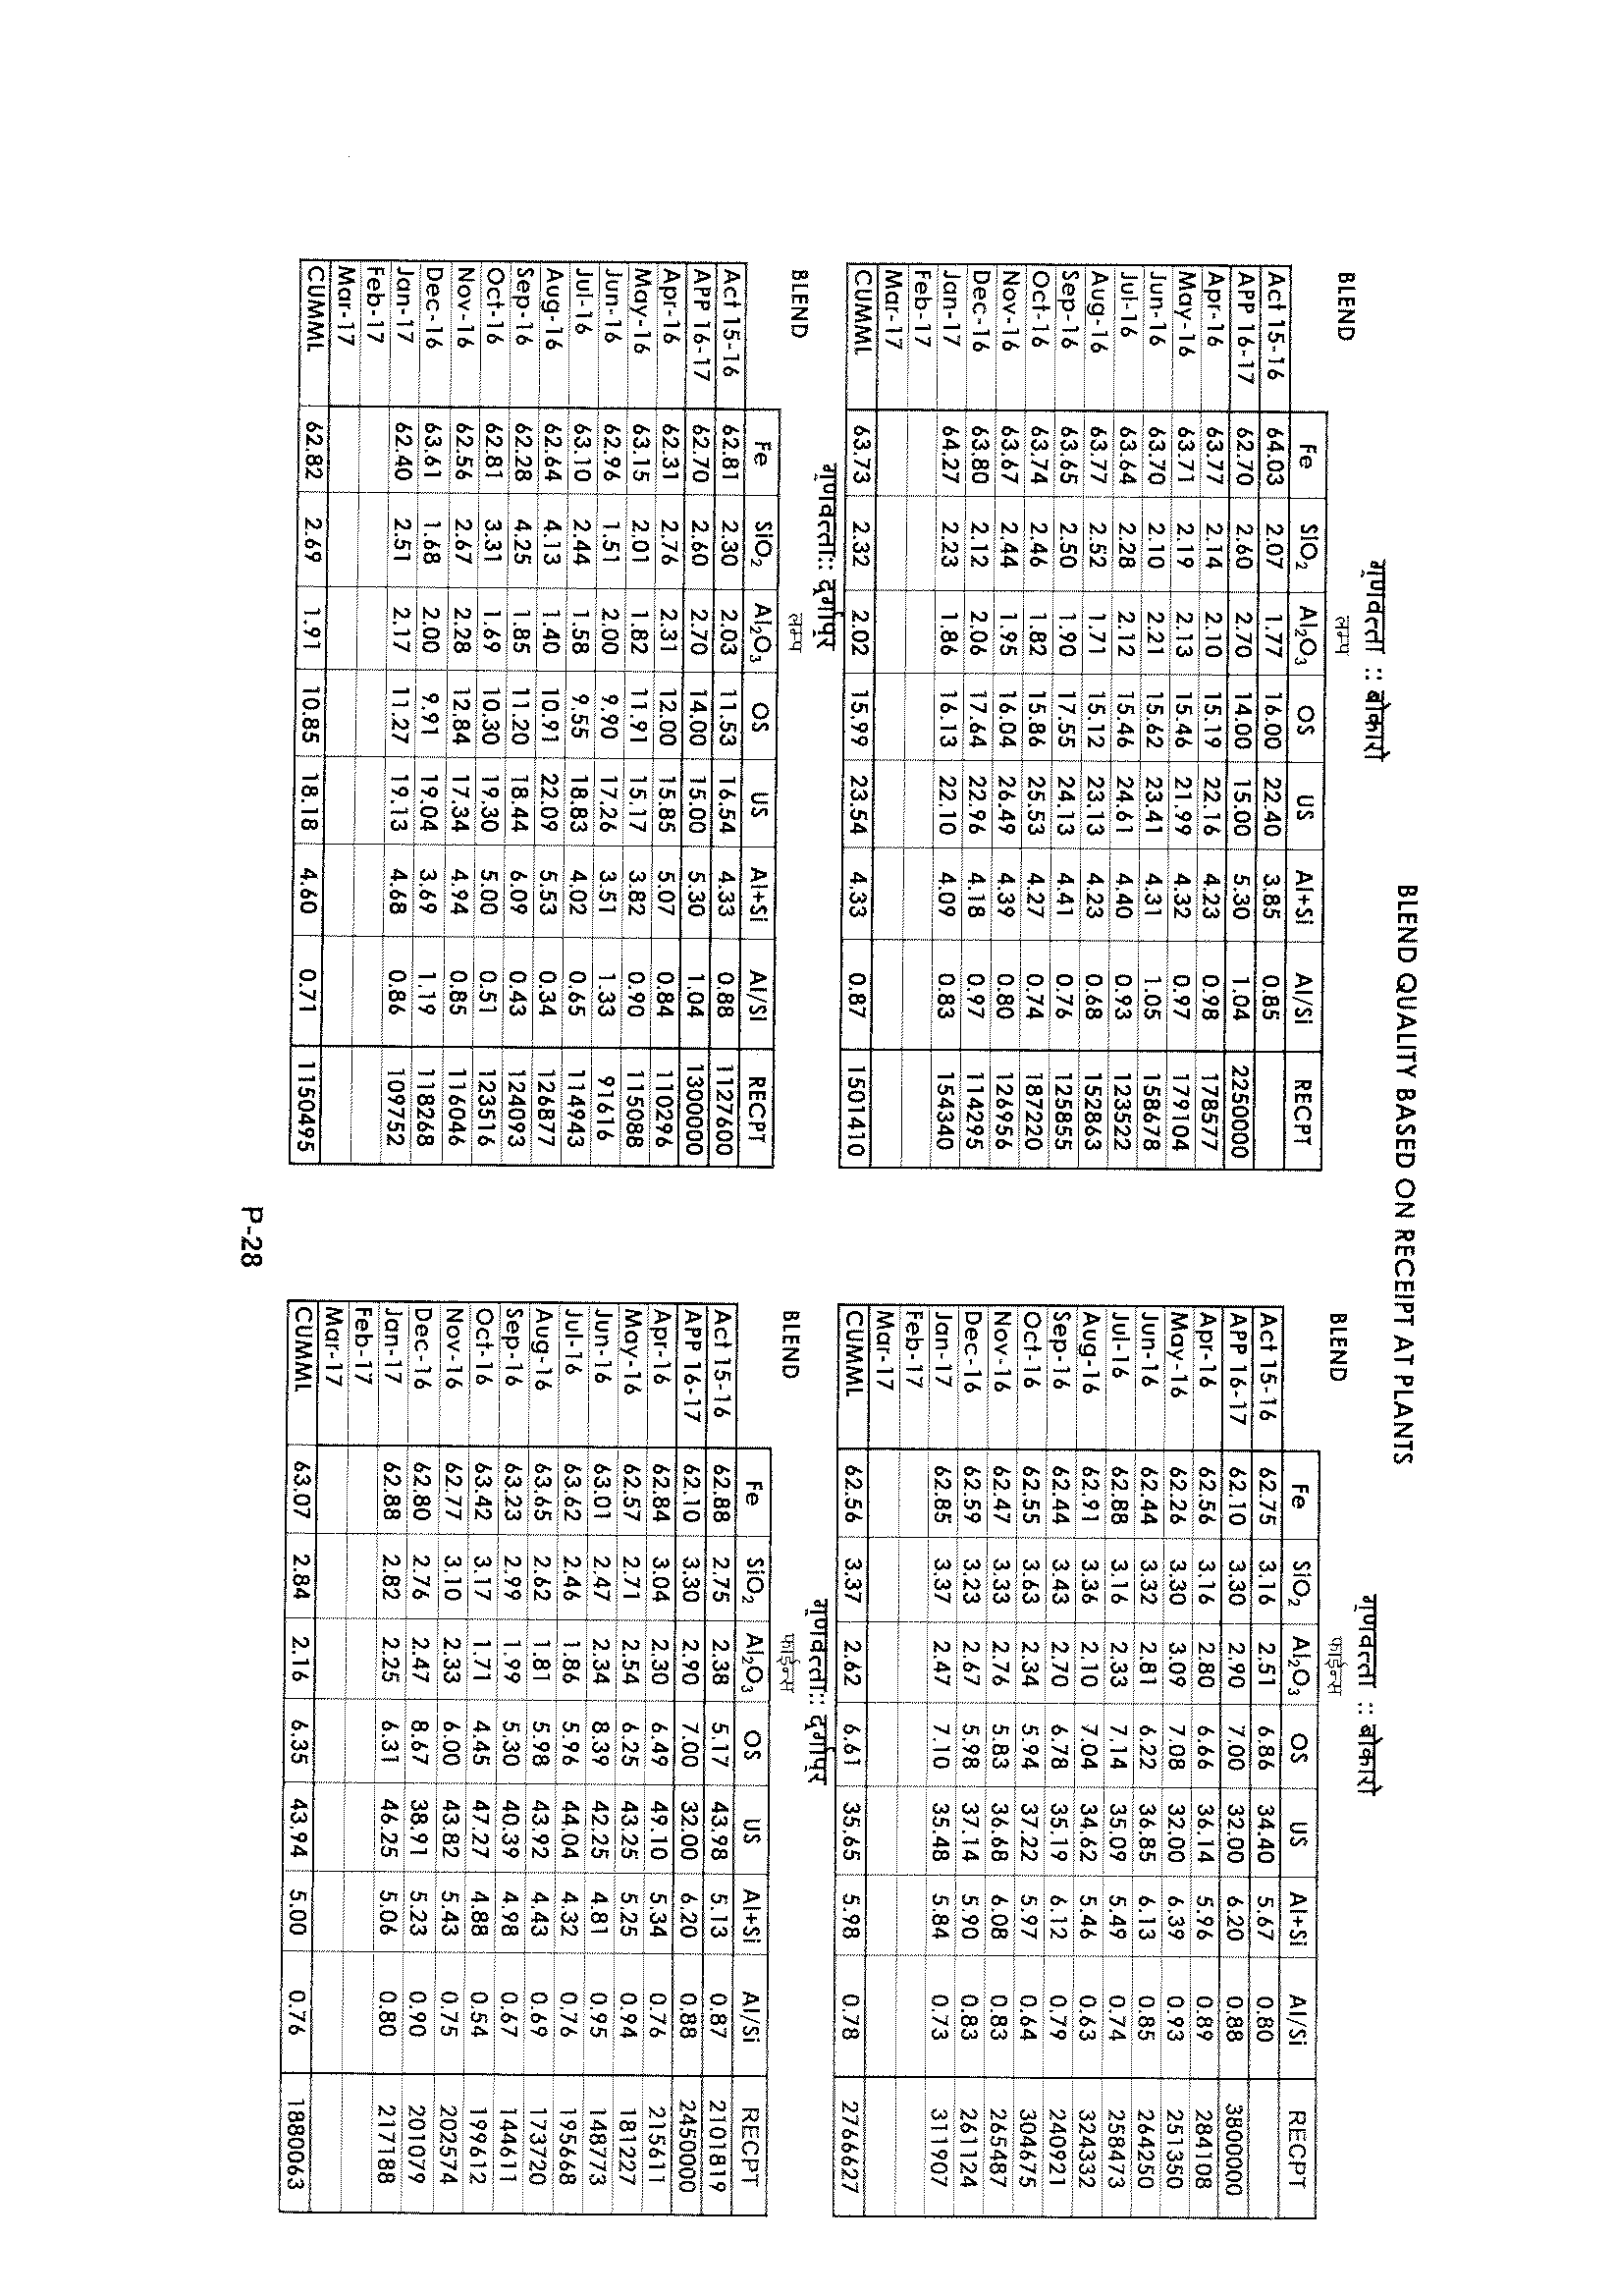 BLEND QUALITY BASED ON RECEIPT AT PLANTS
गुणवत्ता :: बोकारो
BLEND लम्प
Fe SiO₂ Al₂O₃ OS US Al+Si Al/Si RECPT
Act 15-16 64.03 2.07 1.77 16.00 22.40 3.85 0.85
APP 16-17 62.70 2.60 2.70 14.00 15.00 5.30 1.04 2250000
Apr-16 63.77 2.14 2.10 15.19 22.16 4.23 0.98 178577
May-16 63.71 2.19 2.13 15.46 21.99 4.32 0.97 179104
Jun-16 63.70 2.10 2.21 15.62 23.41 4.31 1.05 158678
Jul-16 63.64 2.28 2.12 15.46 24.61 4.40 0.93 123522
Aug-16 63.77 2.52 1.71 15.12 23.13 4.23 0.68 152863
Sep-16 63.65 2.50 1.90 17.55 24.13 4.41 0.76 125855
Oct-16 63.74 2.46 1.82 15.86 25.53 4.27 0.74 187220
Nov-16 63.67 2.44 1.95 16.04 26.49 4.39 0.80 126956
Dec-16 63.80 2.12 2.06 17.64 22.96 4.18 0.97 114295
Jan-17 64.27 2.23 1.86 16.13 22.10 4.09 0.83 154340
Feb-17
Mar-17
CUMML 63.73 2.32 2.02 15.99 23.54 4.33 0.87 1501410
गुणवत्ता :: बोकारो
BLEND फाईन्स
Fe SiO₂ Al₂O₃ OS US Al+Si Al/Si RECPT
Act 15-16 62.75 3.16 2.51 6.86 34.40 5.67 0.80
APP 16-17 62.10 3.30 2.90 7.00 32.00 6.20 0.88 3800000
Apr-16 62.56 3.16 2.80 6.66 36.14 5.96 0.89 284108
May-16 62.26 3.30 3.09 7.08 32.00 6.39 0.93 251350
Jun-16 62.44 3.32 2.81 6.22 36.85 6.13 0.85 264250
Jul-16 62.88 3.16 2.33 7.14 35.09 5.49 0.74 258473
Aug-16 62.91 3.36 2.10 7.04 34.62 5.46 0.63 324332
Sep-16 62.44 3.43 2.70 6.78 35.19 6.12 0.79 240921
Oct-16 62.55 3.63 2.34 5.94 37.22 5.97 0.64 304675
Nov-16 62.47 3.33 2.76 5.83 36.68 6.08 0.83 265487
Dec-16 62.59 3.23 2.67 5.98 37.14 5.90 0.83 261124
Jan-17 62.85 3.37 2.47 7.10 35.48 5.84 0.73 311907
Feb-17
Mar-17
CUMML 62.56 3.37 2.62 6.61 35.65 5.98 0.78 2766627
गुणवत्ता:: दुर्गापुर
BLEND लम्प
Fe SiO₂ Al₂O₃ OS US Al+Si Al/Si RECPT
Act 15-16 62.81 2.30 2.03 11.53 16.54 4.33 0.88 1127600
APP 16-17 62.70 2.60 2.70 14.00 15.00 5.30 1.04 1300000
Apr-16 62.31 2.76 2.31 12.00 15.85 5.07 0.84 110296
May-16 63.15 2.01 1.82 11.91 15.17 3.82 0.90 115088
Jun-16 62.96 1.51 2.00 9.90 17.26 3.51 1.33 91616
Jul-16 63.10 2.44 1.58 9.55 18.83 4.02 0.65 114943
Aug-16 62.64 4.13 1.40 10.91 22.09 5.53 0.34 126877
Sep-16 62.28 4.25 1.85 11.20 18.44 6.09 0.43 124093
Oct-16 62.81 3.31 1.69 10.30 19.30 5.00 0.51 123516
Nov-16 62.56 2.67 2.28 12.84 17.34 4.94 0.85 116046
Dec-16 63.61 1.68 2.00 9.91 19.04 3.69 1.19 118268
Jan-17 62.40 2.51 2.17 11.27 19.13 4.68 0.86 109752
Feb-17
Mar-17
CUMML 62.82 2.69 1.91 10.85 18.18 4.60 0.71 1150495
गुणवत्ता:: दुर्गापुर
BLEND फाईन्स
Fe SiO₂ Al₂O₃ OS US Al+Si Al/Si RECPT
Act 15-16 62.88 2.75 2.38 5.17 43.98 5.13 0.87 2101819
APP 16-17 62.10 3.30 2.90 7.00 32.00 6.20 0.88 2450000
Apr-16 62.84 3.04 2.30 6.49 49.10 5.34 0.76 215611
May-16 62.57 2.71 2.54 6.25 43.25 5.25 0.94 181227
Jun-16 63.01 2.47 2.34 8.39 42.25 4.81 0.95 148773
Jul-16 63.62 2.46 1.86 5.96 44.04 4.32 0.76 195668
Aug-16 63.65 2.62 1.81 5.98 43.92 4.43 0.69 173720
Sep-16 63.23 2.99 1.99 5.30 40.39 4.98 0.67 144611
Oct-16 63.42 3.17 1.71 4.45 47.27 4.88 0.54 199612
Nov-16 62.77 3.10 2.33 6.00 43.82 5.43 0.75 202574
Dec-16 62.80 2.76 2.47 8.67 38.91 5.23 0.90 201079
Jan-17 62.88 2.82 2.25 6.31 46.25 5.06 0.80 217188
Feb-17
Mar-17
CUMML 63.07 2.84 2.16 6.35 43.94 5.00 0.76 1880063
P-28